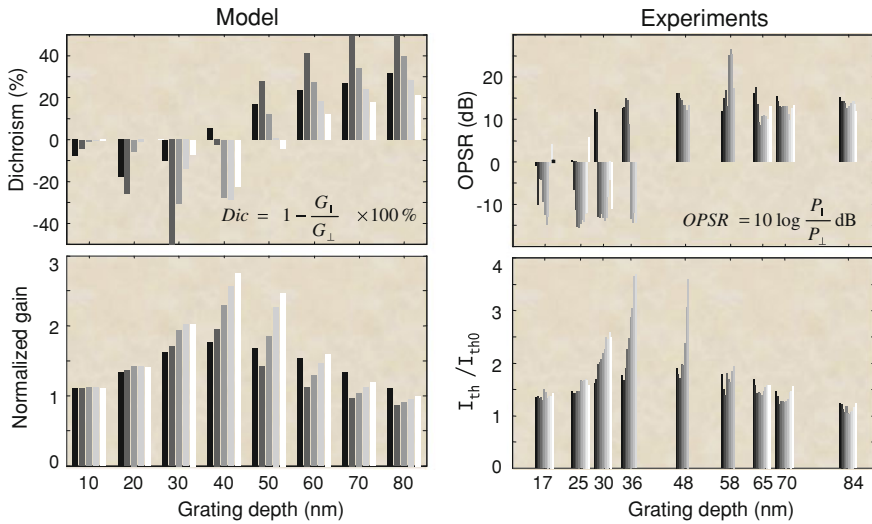 Model
Experiments
Dichroism (%)
40
20
0
-20
-40
Dic = 1 − G∥ / G⊥ ×100 %
OPSR (dB)
20
10
0
-10
OPSR = 10 log P∥ / P⊥ dB
Normalized gain
3
2
1
0
10 20 30 40 50 60 70 80
Grating depth (nm)
Ith /Ith0
4
3
2
1
0
17 25 30 36 48 58 65 70 84
Grating depth (nm)